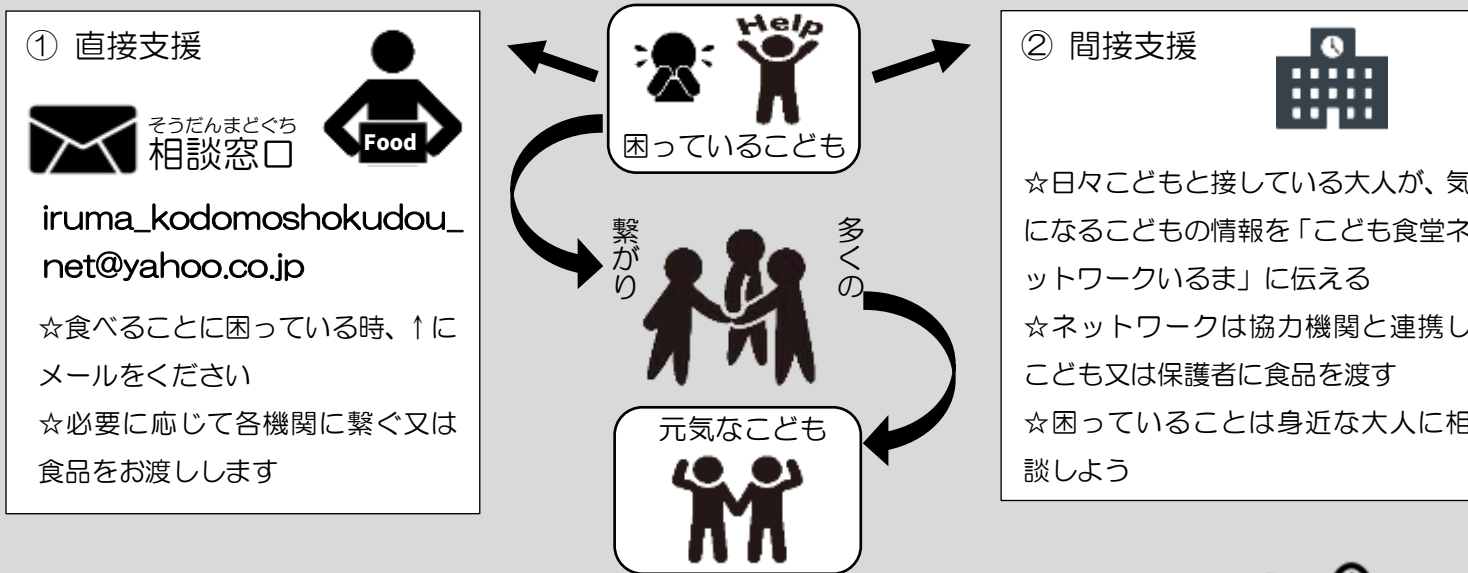 ① 直接支援
そうだんまどぐち
相談窓口
Food
iruma_kodomoshokudou_
net@yahoo.co.jp
☆食べることに困っている時、↑に
メールをください
☆必要に応じて各機関に繋ぐ又は
食品をお渡しします
Help
困っているこども
繋がり
多くの
元気なこども
② 間接支援
☆日々こどもと接している大人が、気
になるこどもの情報を「こども食堂ネ
ットワークいるま」に伝える
☆ネットワークは協力機関と連携し
こども又は保護者に食品を渡す
☆困っていることは身近な大人に相
談しよう